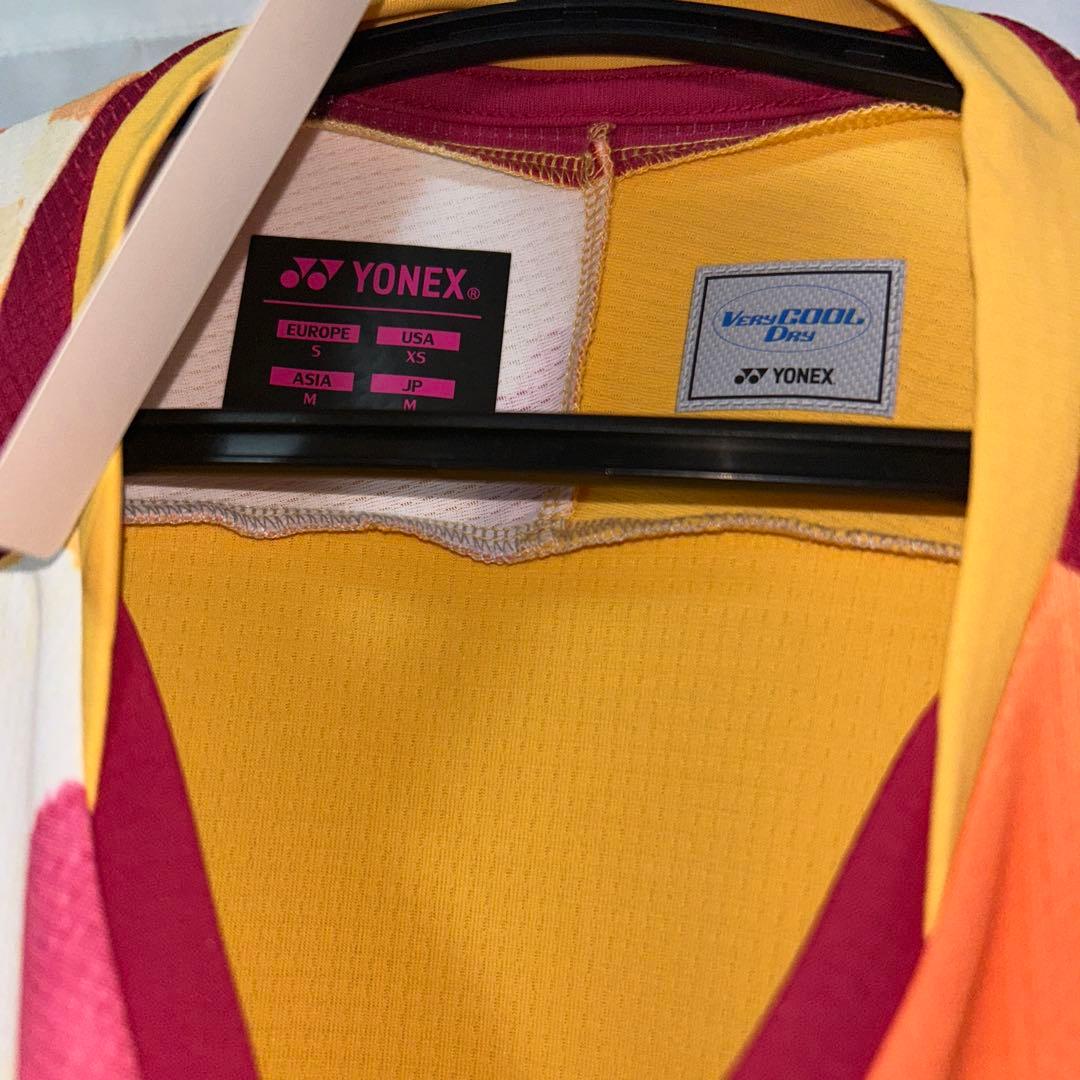 YONEX®
EUROPE USA
S XS
ASIA JP
M M
VERYCOOL
DRY
YONEX